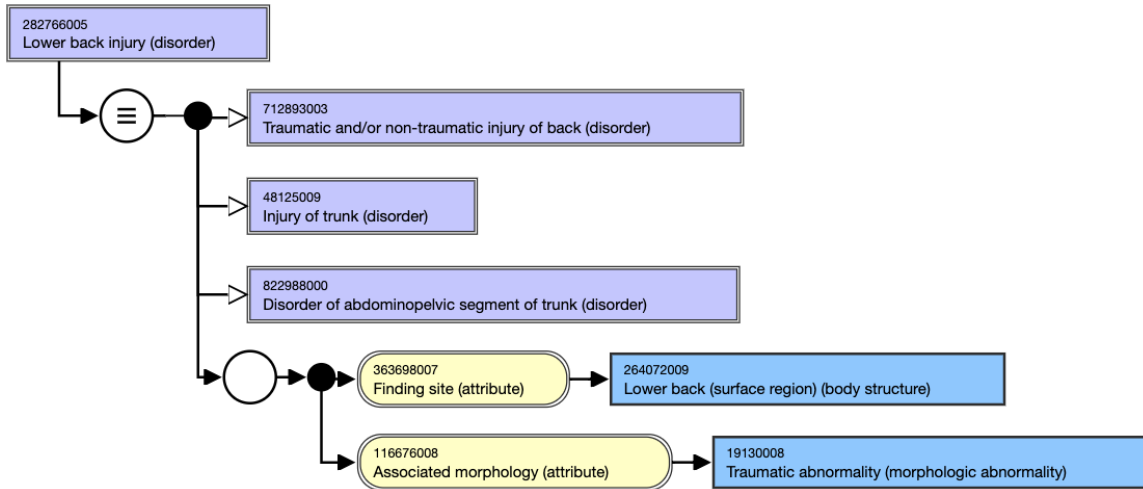 282766005
Lower back injury (disorder)
712893003
Traumatic and/or non-traumatic injury of back (disorder)
48125009
Injury of trunk (disorder)
822988000
Disorder of abdominopelvic segment of trunk (disorder)
363698007
Finding site (attribute)
264072009
Lower back (surface region) (body structure)
116676008
Associated morphology (attribute)
19130008
Traumatic abnormality (morphologic abnormality)